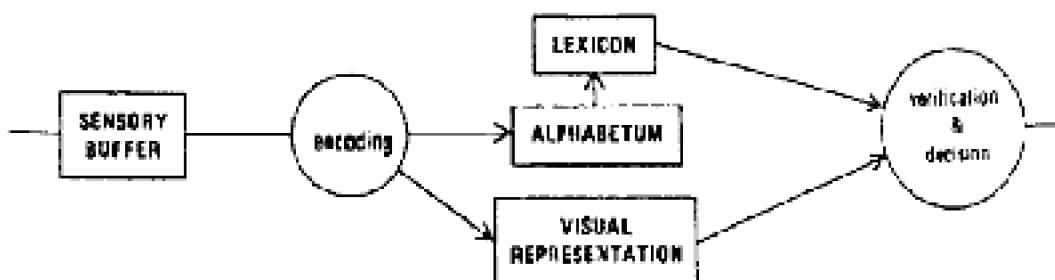 SENSORY
BUFFER
encoding
LEXICON
ALPHABETUM
VISUAL
REPRESENTATION
verification
&
decision